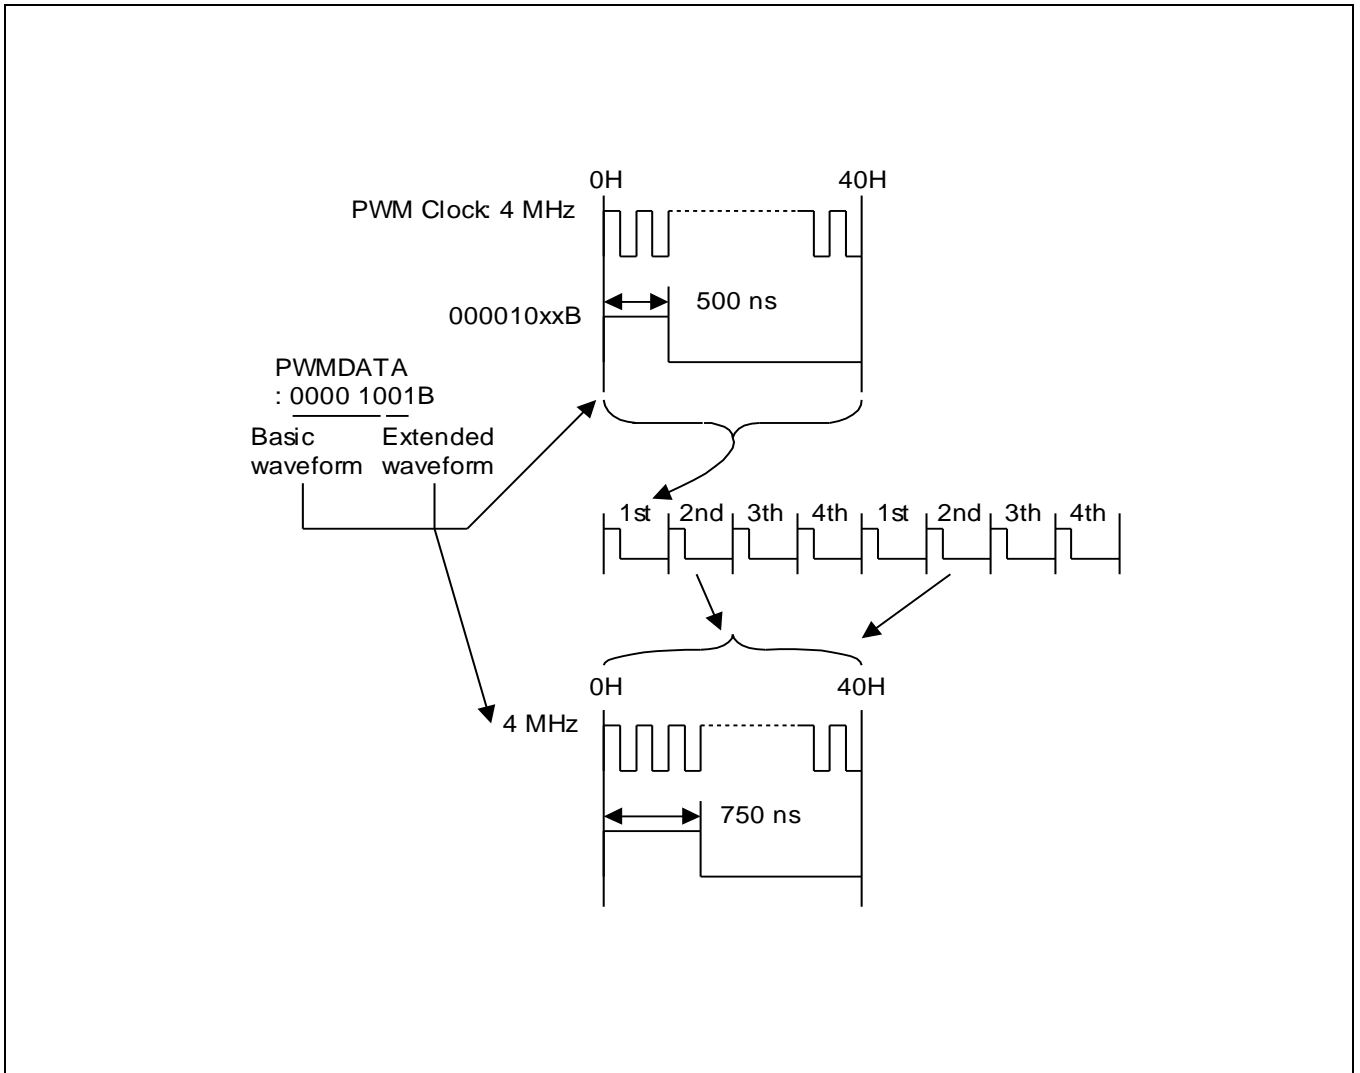 0H 40H
PWM Clock: 4 MHz
500 ns
000010xxB
PWMDATA
: 0000 1001B
Basic Extended
waveform waveform
1st 2nd 3th 4th 1st 2nd 3th 4th
0H 40H
4 MHz
750 ns